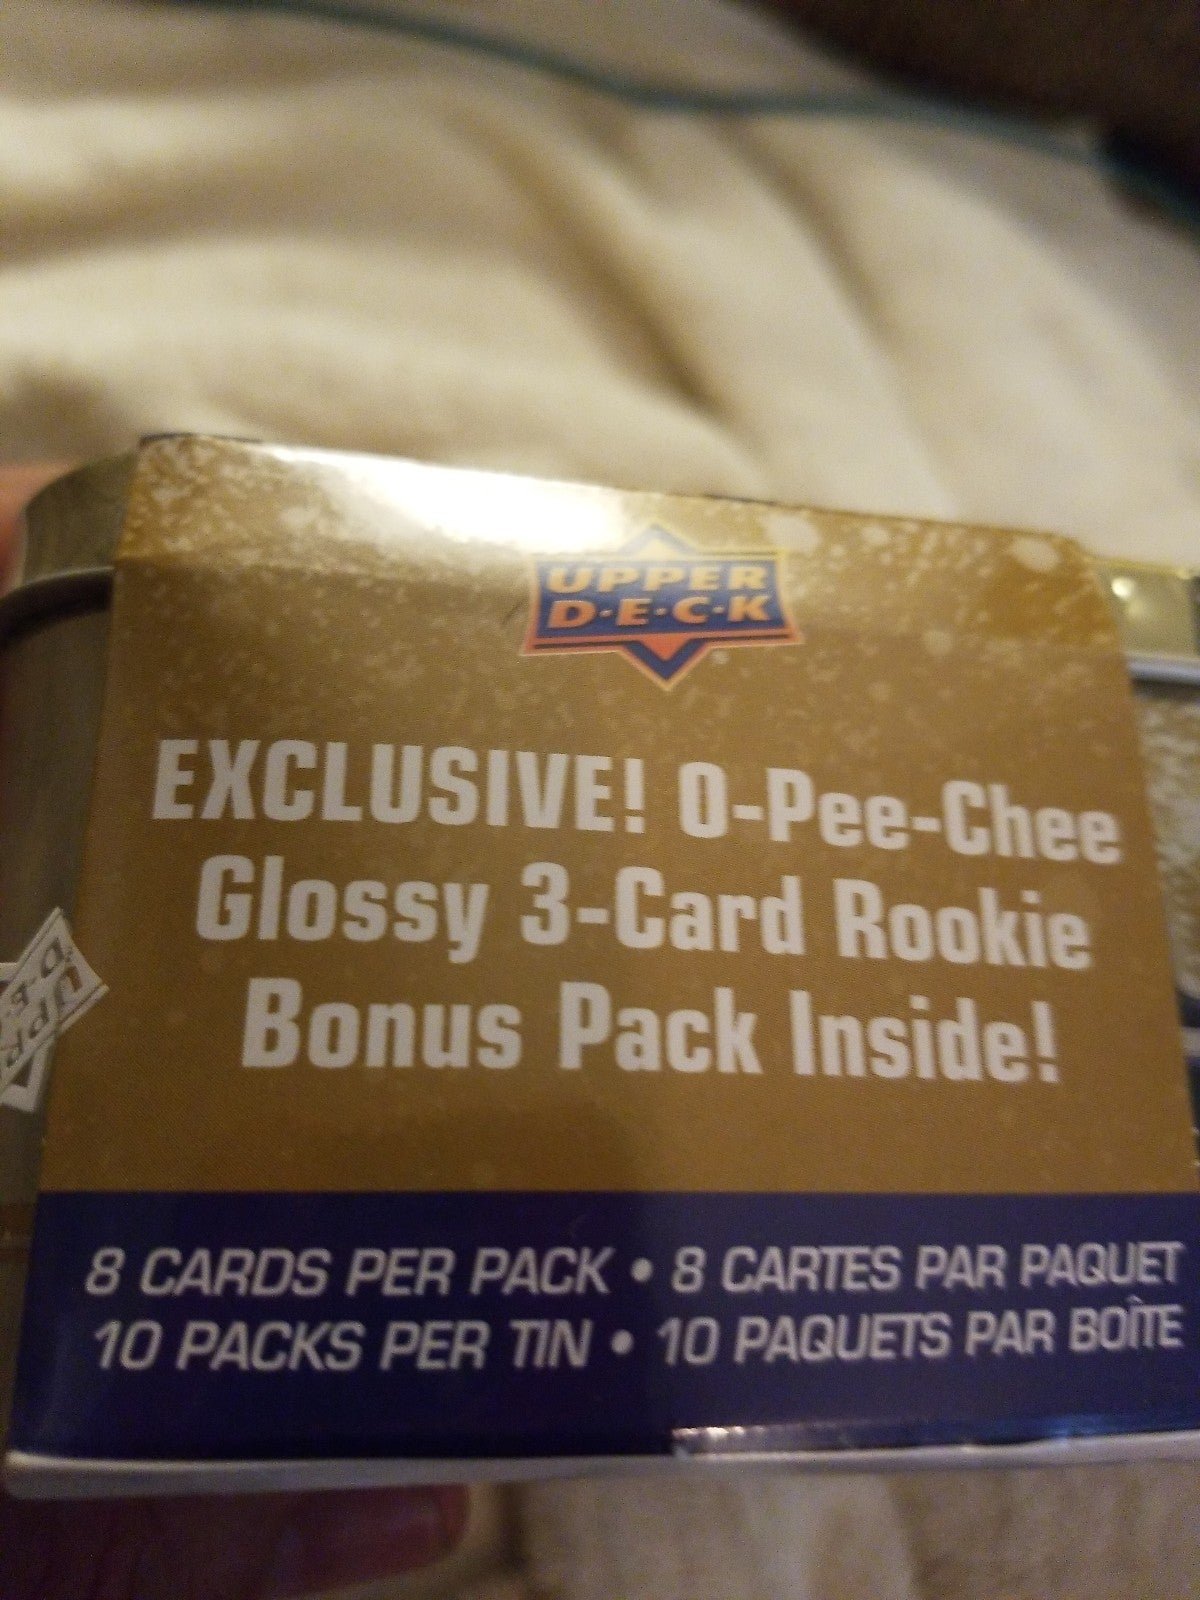 UPPER
D·E·C·K
EXCLUSIVE! O-Pee-Chee
Glossy 3-Card Rookie
Bonus Pack Inside!
8 CARDS PER PACK • 8 CARTES PAR PAQUET
10 PACKS PER TIN • 10 PAQUETS PAR BOÎTE